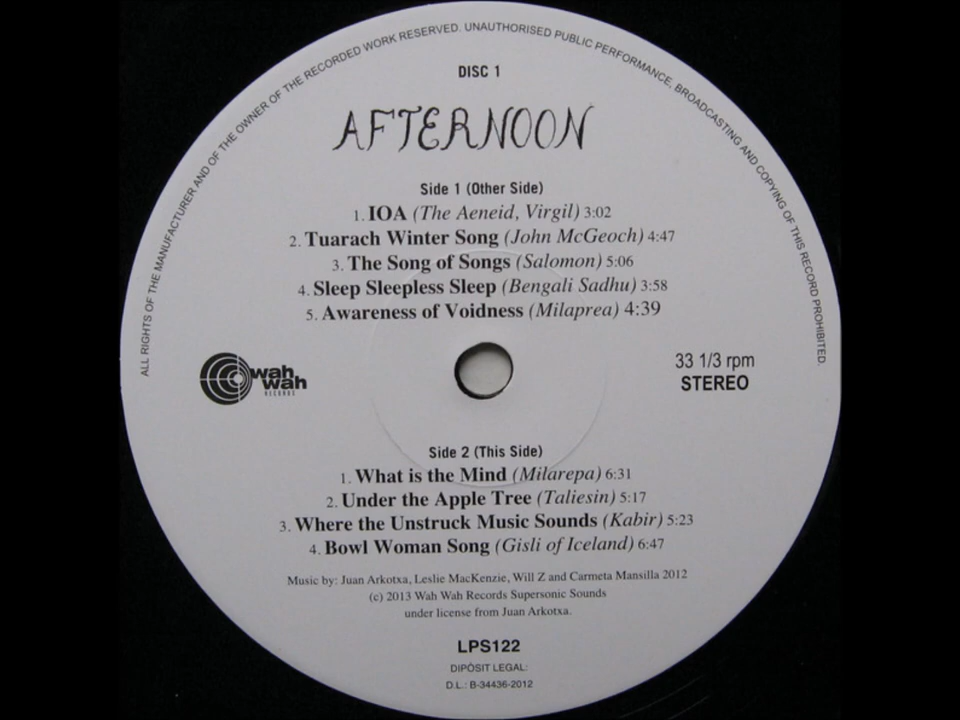 ALL RIGHTS OF THE MANUFACTURER AND OF THE OWNER OF THE RECORDED WORK RESERVED. UNAUTHORISED PUBLIC PERFORMANCE, BROADCASTING AND COPYING OF THIS RECORD PROHIBITED.
DISC 1
AFTERNOON
Side 1 (Other Side)
1. IOA (The Aeneid, Virgil) 3:02
2. Tuarach Winter Song (John McGeoch) 4:47
3. The Song of Songs (Salomon) 5:06
4. Sleep Sleepless Sleep (Bengali Sadhu) 3:58
5. Awareness of Voidness (Milaprea) 4:39
wah wah
RECORDS
33 1/3 rpm
STEREO
Side 2 (This Side)
1. What is the Mind (Milarepa) 6:31
2. Under the Apple Tree (Taliesin) 5:17
3. Where the Unstruck Music Sounds (Kabir) 5:23
4. Bowl Woman Song (Gisli of Iceland) 6:47
Music by: Juan Arkotxa, Leslie MacKenzie, Will Z and Carmeta Mansilla 2012
(c) 2013 Wah Wah Records Supersonic Sounds
under license from Juan Arkotxa.
LPS122
DIPÒSIT LEGAL:
D.L.: B-34436-2012